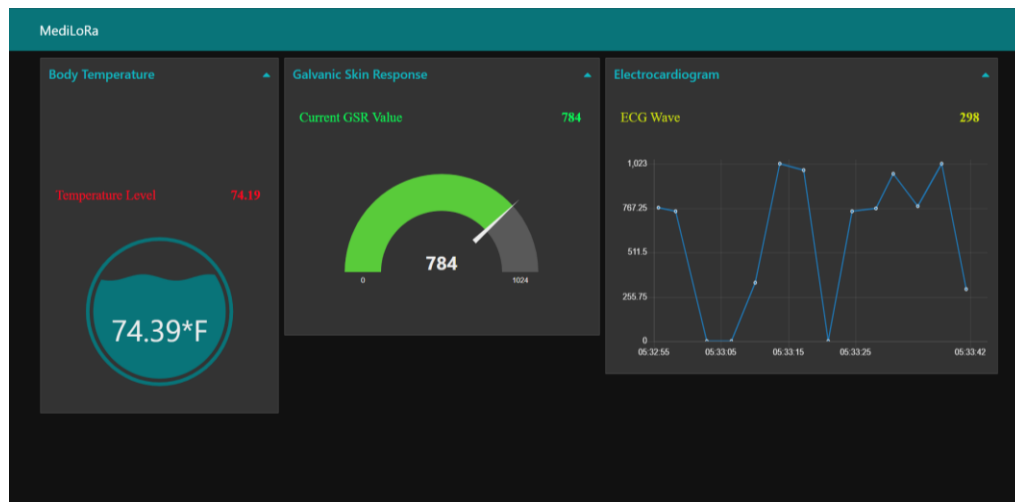 MediLoRa
Body Temperature
Temperature Level 74.19
74.39*F
Galvanic Skin Response
Current GSR Value 784
784
0 1024
Electrocardiogram
ECG Wave 298
1,023
767.25
511.5
255.75
0
05:32:55 05:33:05 05:33:15 05:33:25 05:33:42